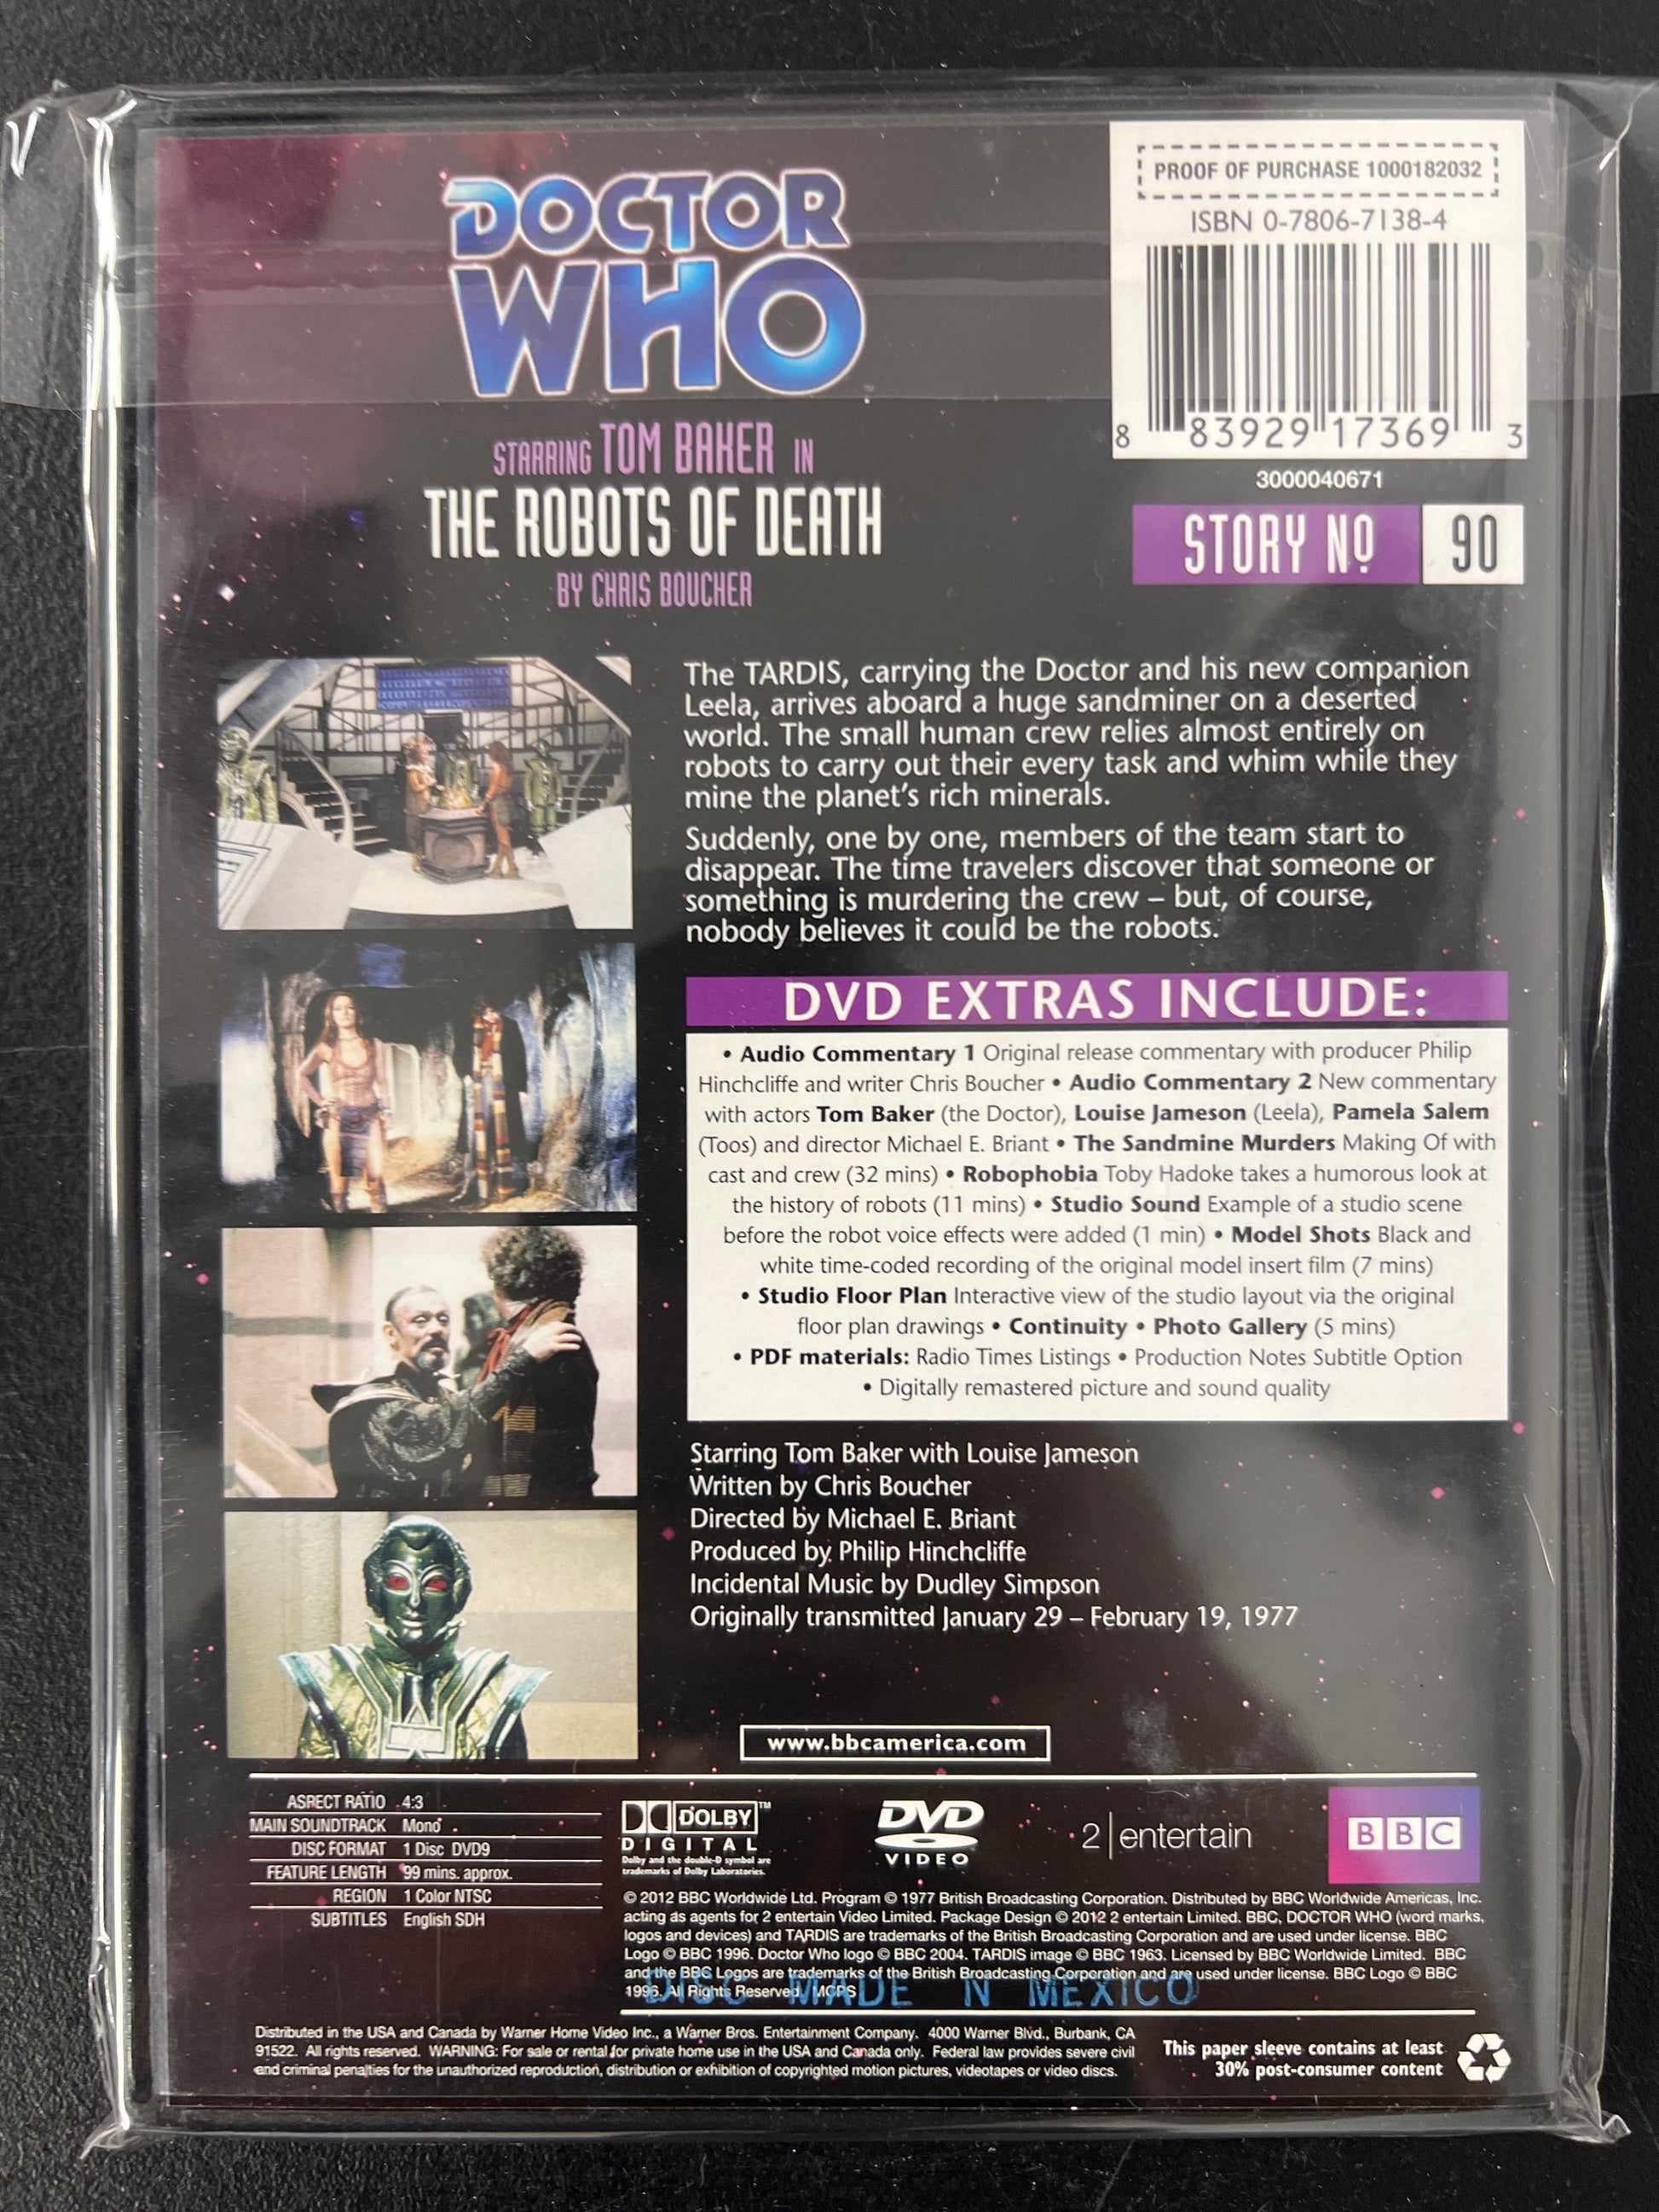 DOCTOR
WHO
STARRING TOM BAKER IN
THE ROBOTS OF DEATH
BY CHRIS BOUCHER
PROOF OF PURCHASE 1000182032
ISBN 0-7806-7138-4
8 83929 17369 3
3000040671
STORY NO 90
The TARDIS, carrying the Doctor and his new companion
Leela, arrives aboard a huge sandminer on a deserted
world. The small human crew relies almost entirely on
robots to carry out their every task and whim while they
mine the planet's rich minerals.
Suddenly, one by one, members of the team start to
disappear. The time travelers discover that someone or
something is murdering the crew – but, of course,
nobody believes it could be the robots.
DVD EXTRAS INCLUDE:
• Audio Commentary 1 Original release commentary with producer Philip
Hinchcliffe and writer Chris Boucher • Audio Commentary 2 New commentary
with actors Tom Baker (the Doctor), Louise Jameson (Leela), Pamela Salem
(Toos) and director Michael E. Briant • The Sandmine Murders Making Of with
cast and crew (32 mins) • Robophobia Toby Hadoke takes a humorous look at
the history of robots (11 mins) • Studio Sound Example of a studio scene
before the robot voice effects were added (1 min) • Model Shots Black and
white time-coded recording of the original model insert film (7 mins)
• Studio Floor Plan Interactive view of the studio layout via the original
floor plan drawings • Continuity • Photo Gallery (5 mins)
• PDF materials: Radio Times Listings • Production Notes Subtitle Option
• Digitally remastered picture and sound quality
Starring Tom Baker with Louise Jameson
Written by Chris Boucher
Directed by Michael E. Briant
Produced by Philip Hinchcliffe
Incidental Music by Dudley Simpson
Originally transmitted January 29 – February 19, 1977
www.bbcamerica.com
ASPECT RATIO 4:3
MAIN SOUNDTRACK Mono
DISC FORMAT 1 Disc DVD9
FEATURE LENGTH 99 mins. approx.
REGION 1 Color NTSC
SUBTITLES English SDH
DOLBY™
DIGITAL
Dolby and the double-D symbol are
trademarks of Dolby Laboratories.
DVD
VIDEO
2|entertain
BBC
© 2012 BBC Worldwide Ltd. Program © 1977 British Broadcasting Corporation. Distributed by BBC Worldwide Americas, Inc.
acting as agents for 2 entertain Video Limited. Package Design © 2012 2 entertain Limited. BBC, DOCTOR WHO (word marks,
logos and devices) and TARDIS are trademarks of the British Broadcasting Corporation and are used under license. BBC
Logo © BBC 1996. Doctor Who logo © BBC 2004. TARDIS image © BBC 1963. Licensed by BBC Worldwide Limited. BBC
and the BBC Logos are trademarks of the British Broadcasting Corporation and are used under license. BBC Logo © BBC
1996. All Rights Reserved. MCPS
DISC MADE N MEXICO
Distributed in the USA and Canada by Warner Home Video Inc., a Warner Bros. Entertainment Company. 4000 Warner Blvd., Burbank, CA
91522. All rights reserved. WARNING: For sale or rental for private home use in the USA and Canada only. Federal law provides severe civil
and criminal penalties for the unauthorized reproduction, distribution or exhibition of copyrighted motion pictures, videotapes or video discs.
This paper sleeve contains at least
30% post-consumer content